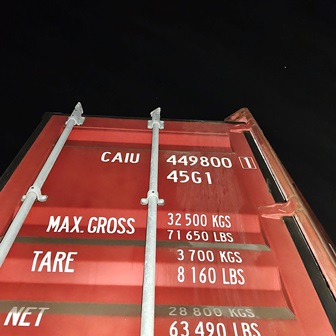 CAIU 449800 1
45G1
MAX. GROSS 32 500 KGS
71 650 LBS
TARE 3 700 KGS
8 160 LBS
NET 28 800 KGS
63 490 LBS